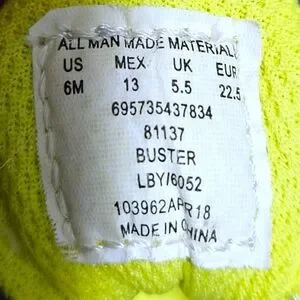 ALL MAN MADE MATERIAL
US MEX UK EUR
6M 13 5.5 22.5
695735437834
81137
BUSTER
LBY/6052
103962APR18
MADE IN CHINA